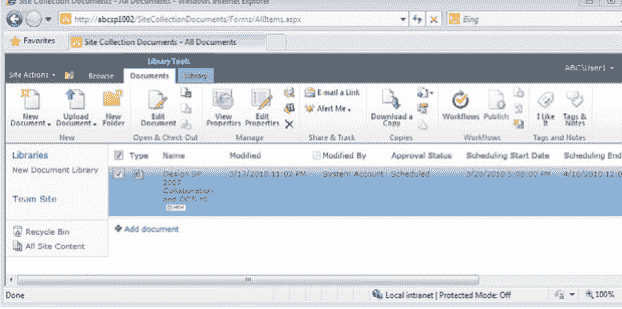 Site Collection Documents - All Documents - Windows Internet Explorer
http://abcsp1002/SiteCollectionDocuments/Forms/AllItems.aspx
Bing
Favorites
Site Collection Documents - All Documents
Library Tools
Site Actions
Browse
Documents
Library
ABC\User1
New Document
Upload Document
New Folder
Edit Document
View Properties
Edit Properties
E-mail a Link
Alert Me
Download a Copy
Workflows
Publish
I Like It
Tags & Notes
New
Open & Check Out
Manage
Share & Track
Copies
Workflows
Tags and Notes
Libraries
New Document Library
Team Site
Recycle Bin
All Site Content
Type Name Modified Modified By Approval Status Scheduling Start Date Scheduling End
Design SP 2007 Collaboration and
3/17/2010 11:02 PM
System Account
Scheduled
3/20/2010 5:00:00 PM
4/16/2010 12:0
Add document
Done
Local intranet | Protected Mode: Off
100%